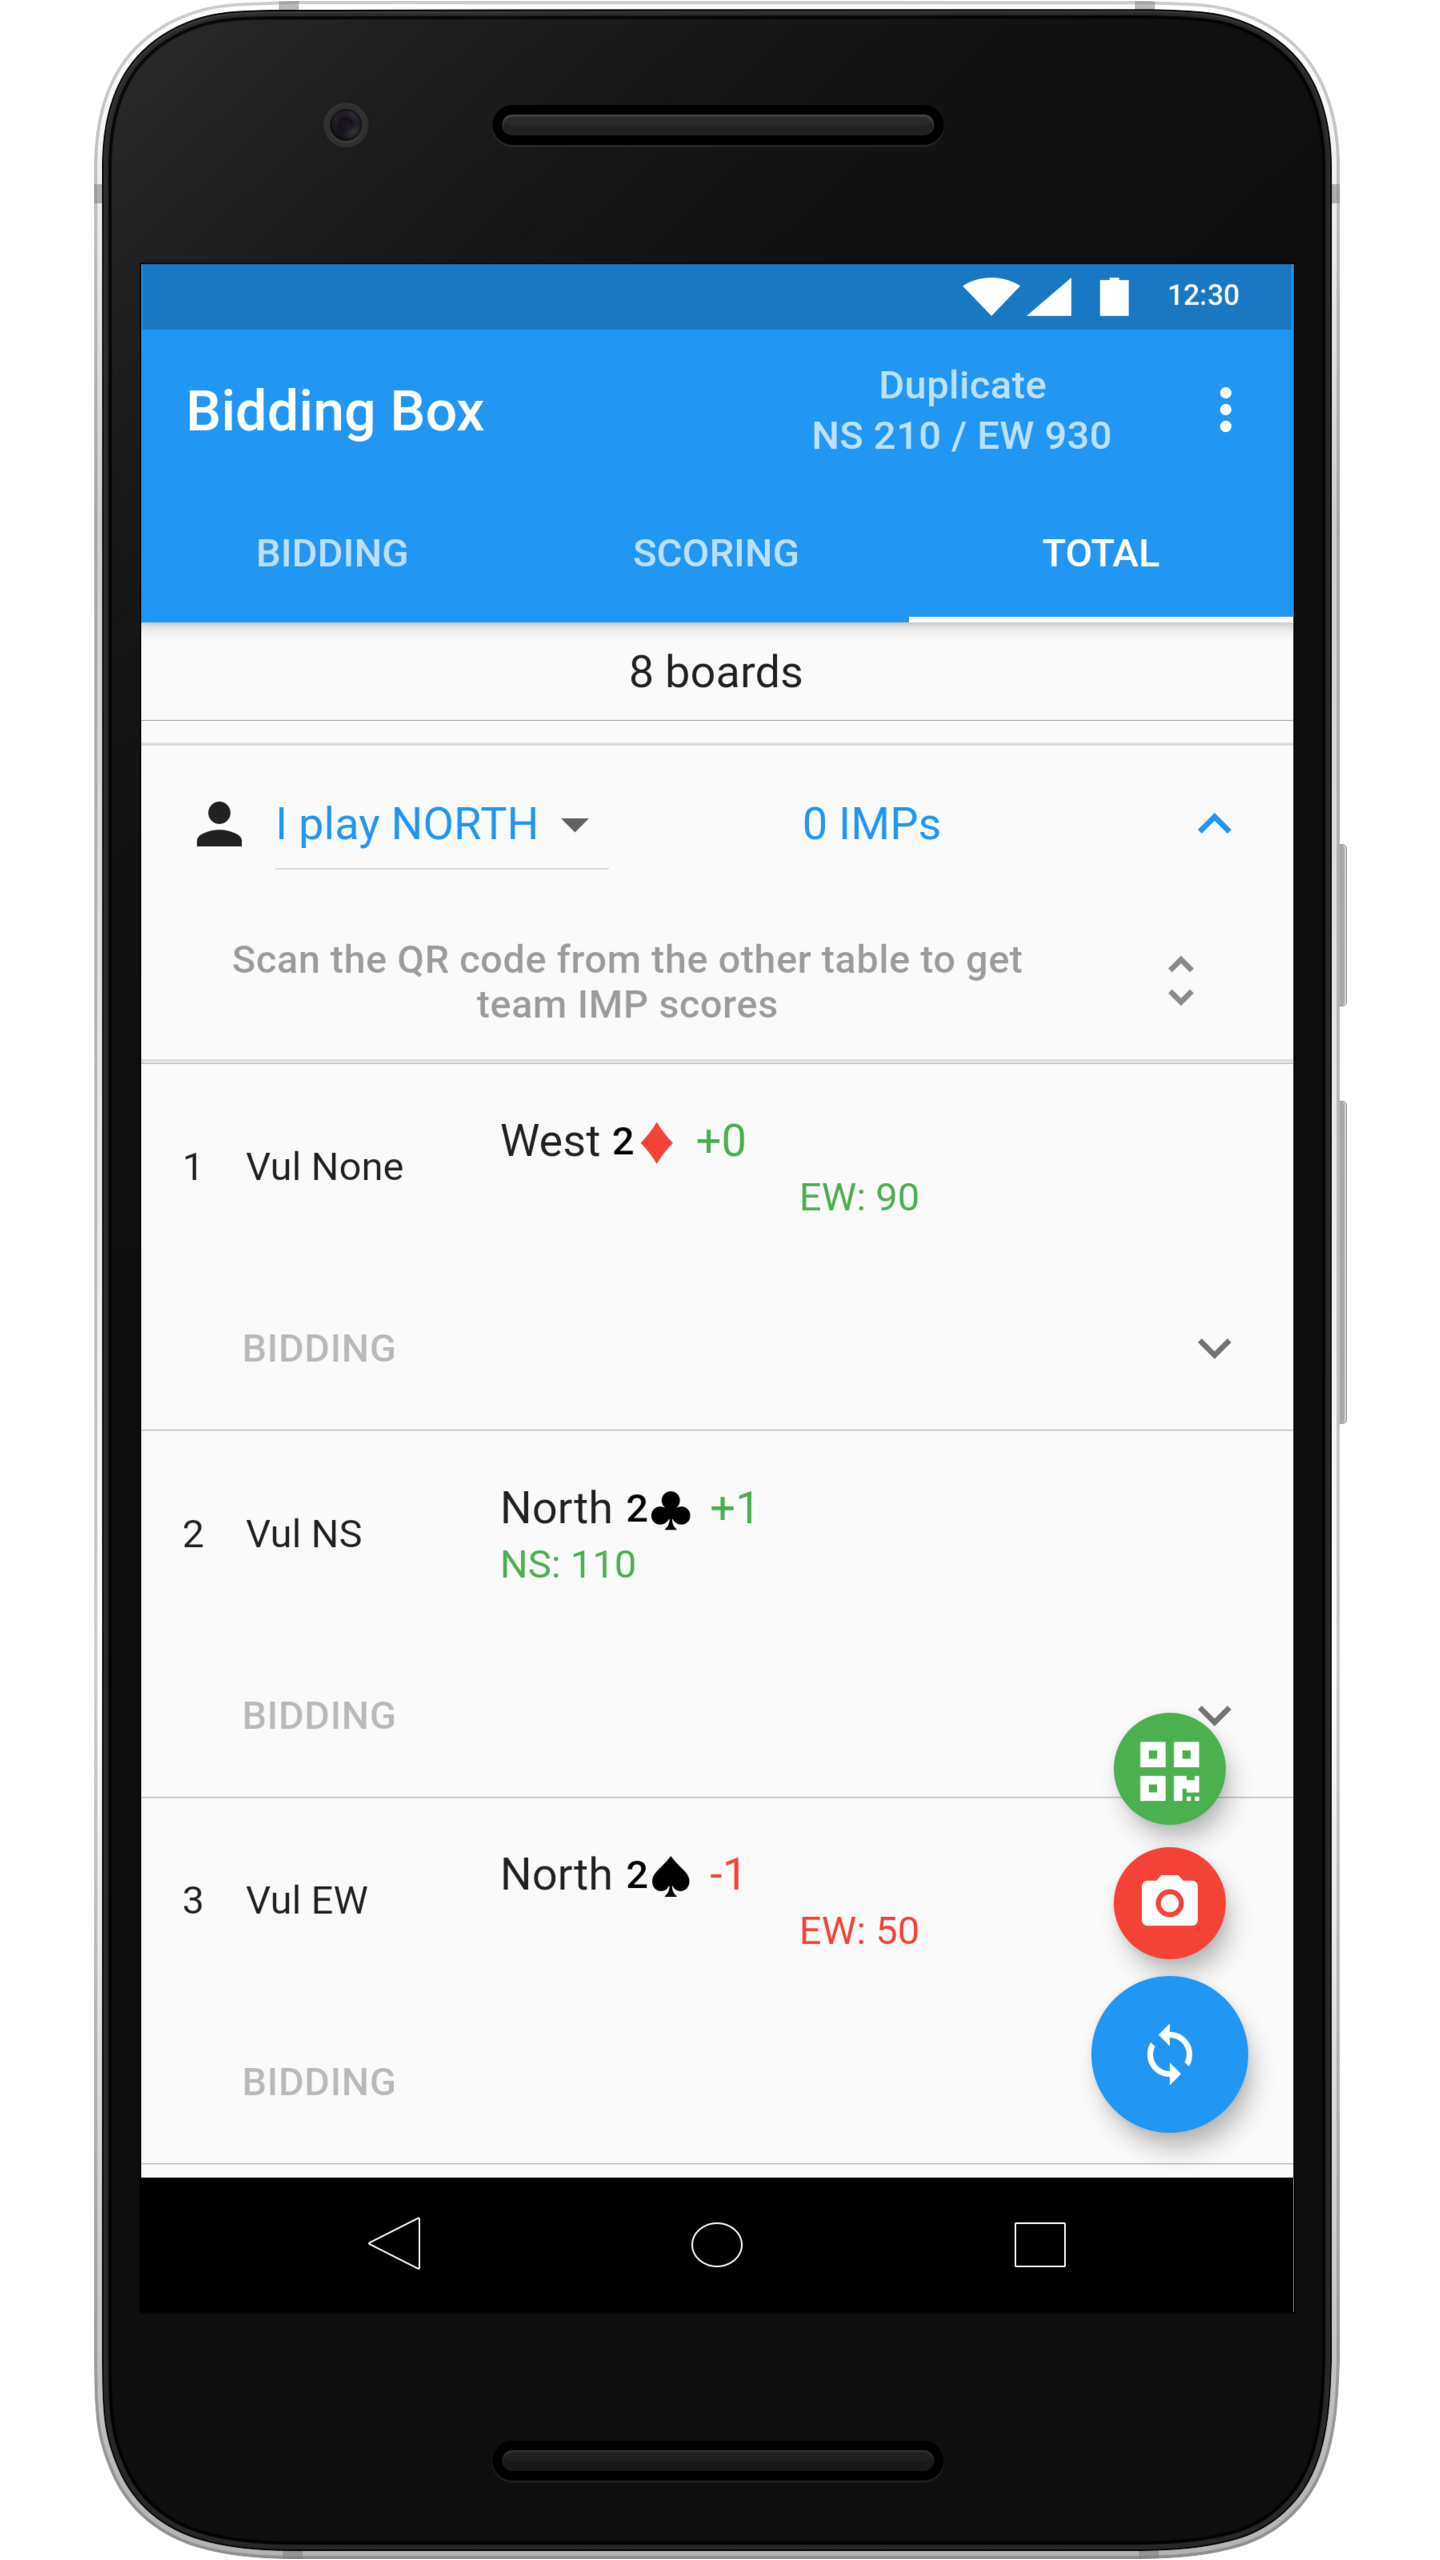 12:30
Bidding Box
Duplicate
NS 210 / EW 930
BIDDING SCORING TOTAL
8 boards
I play NORTH 0 IMPs
Scan the QR code from the other table to get
team IMP scores
West 2♦ +0
1 Vul None
EW: 90
BIDDING
North 2♣ +1
2 Vul NS
NS: 110
BIDDING
North 2♠ -1
3 Vul EW
EW: 50
BIDDING